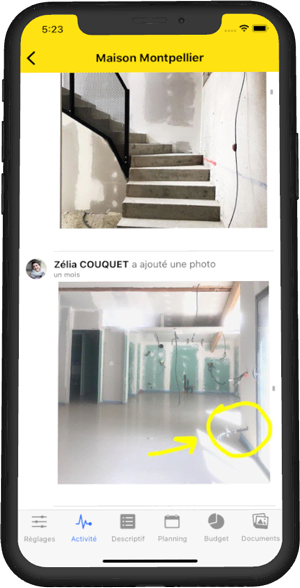 5:23
Maison Montpellier
Zélia COUQUET a ajouté une photo
un mois
Réglages Activité Descriptif Planning Budget Documents